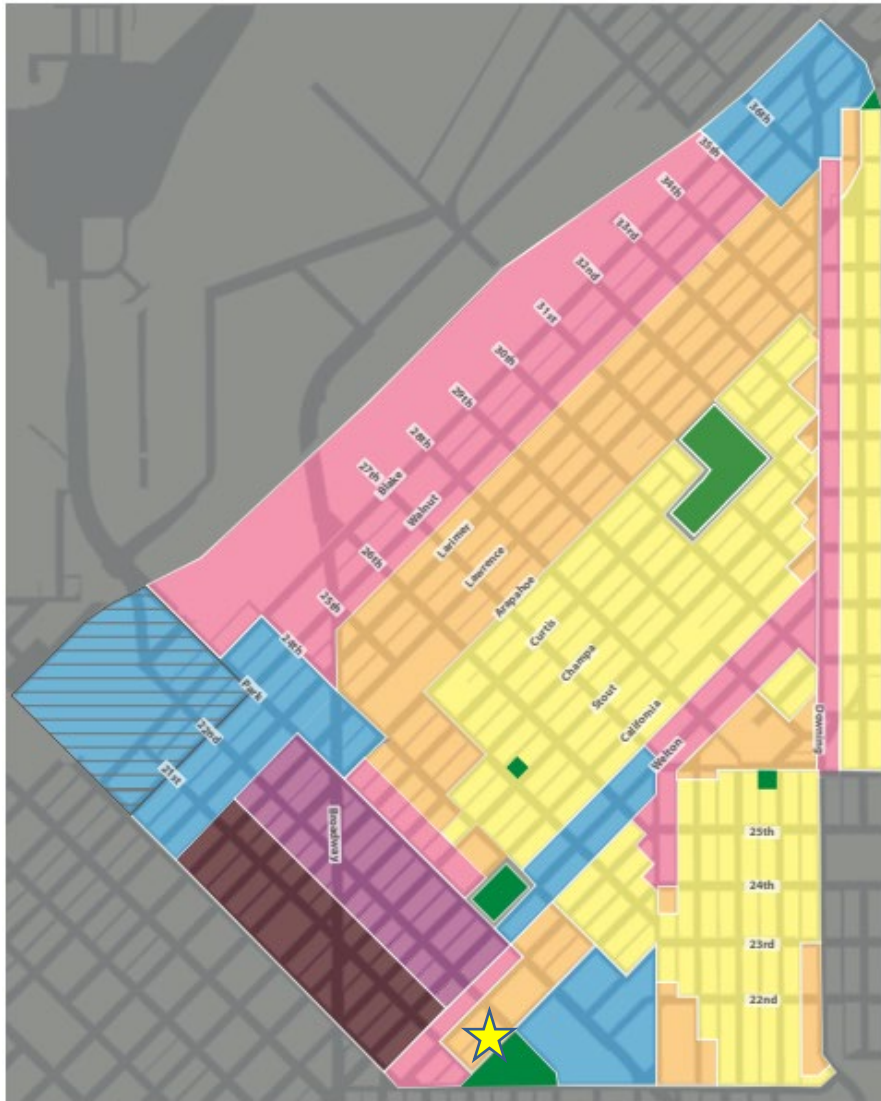 36th
35th
34th
33rd
32nd
31st
30th
29th
28th
27th
Blake
Walnut
26th
Larimer
Lawrence
25th
Arapahoe
Curtis
24th
Champa
Park
Stout
California
22nd
Downing
Welton
21st
Broadway
25th
24th
23rd
22nd